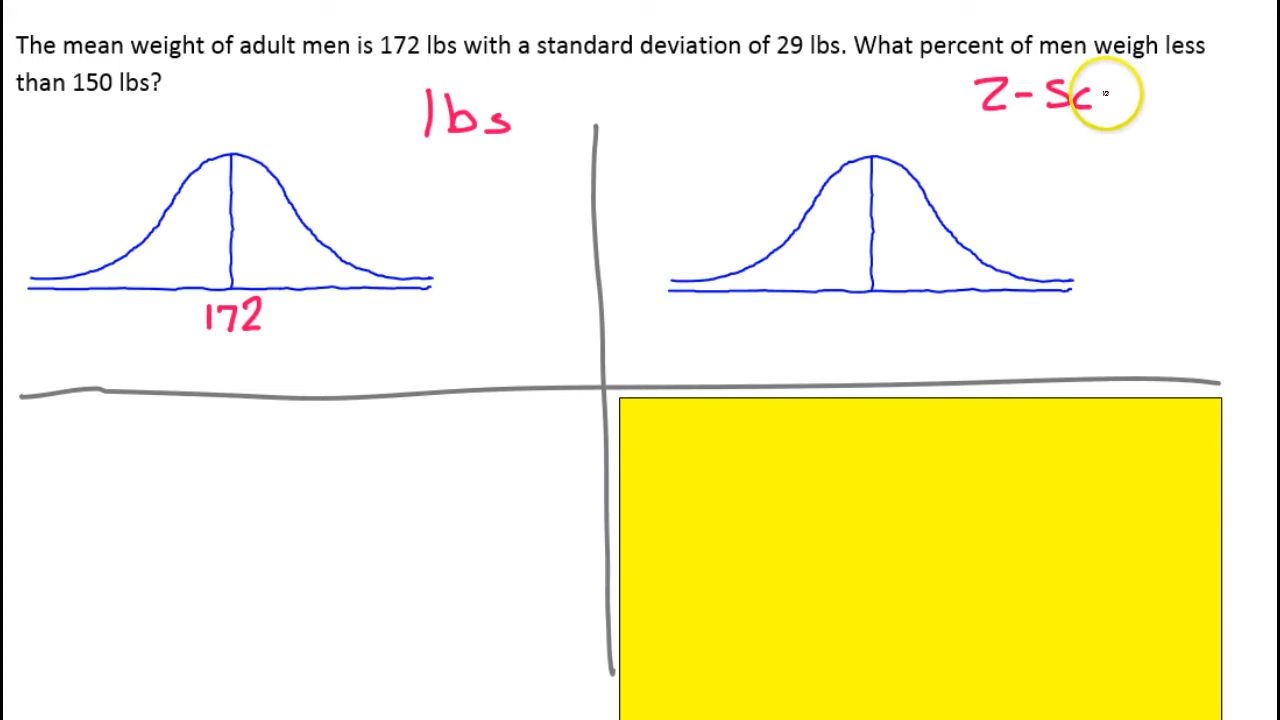 The mean weight of adult men is 172 lbs with a standard deviation of 29 lbs. What percent of men weigh less
than 150 lbs?
lbs
z-sc
172